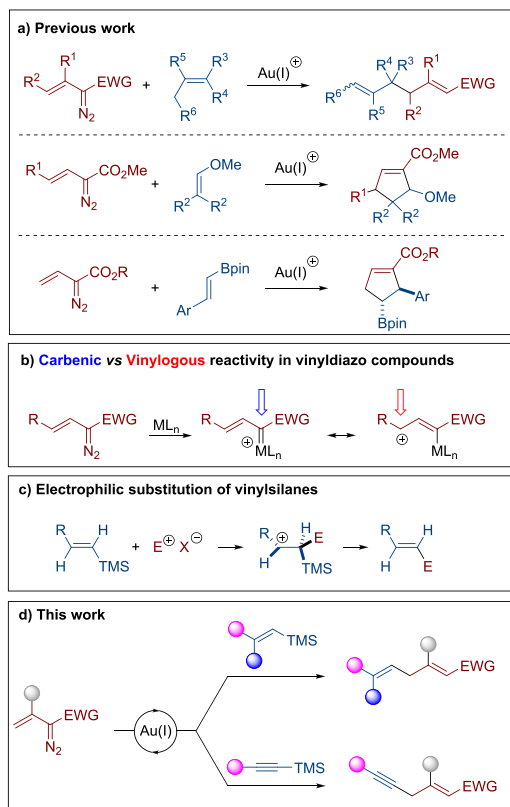 a) Previous work
R1
R2
EWG
N2
+
R5
R3
R4
R6
Au(I)⊕
R4
R3
R1
EWG
R6
R5
R2
R1
CO2Me
N2
+
OMe
R2
R2
Au(I)⊕
CO2Me
R1
OMe
R2
R2
CO2R
N2
+
Bpin
Ar
Au(I)⊕
CO2R
Ar
Bpin
b) Carbenic vs Vinylogous reactivity in vinyldiazo compounds
R
EWG
N2
MLn
R
EWG
⊕
MLn
R
EWG
⊕
MLn
c) Electrophilic substitution of vinylsilanes
R
H
H
TMS
+
E⊕ X⊖
R
⊕
H
E
H
TMS
R
H
H
E
d) This work
TMS
EWG
EWG
N2
Au(I)
TMS
EWG